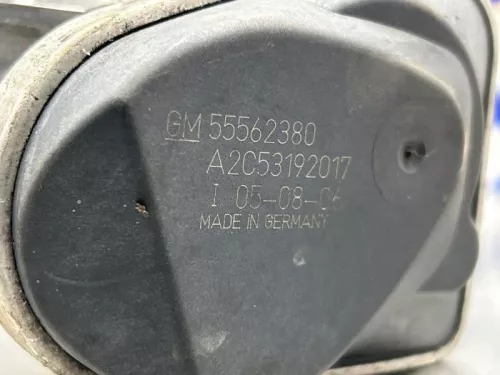 GM 55562380
A2C53192017
I 05-08-06
MADE IN GERMANY